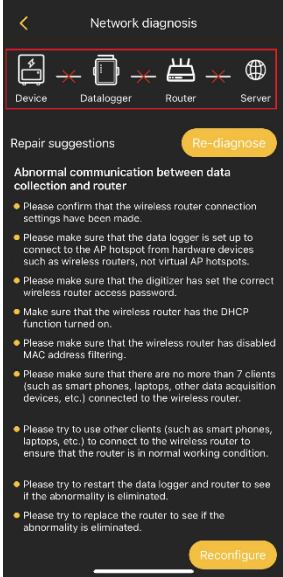 Network diagnosis
Device Datalogger Router Server
Repair suggestions Re-diagnose
Abnormal communication between data
collection and router
Please confirm that the wireless router connection
settings have been made.
Please make sure that the data logger is set up to
connect to the AP hotspot from hardware devices
such as wireless routers, not virtual AP hotspots.
Please make sure that the digitizer has set the correct
wireless router access password.
Make sure that the wireless router has the DHCP
function turned on.
Please make sure that the wireless router has disabled
MAC address filtering.
Please make sure that there are no more than 7 clients
(such as smart phones, laptops, other data acquisition
devices, etc.) connected to the wireless router.
Please try to use other clients (such as smart phones,
laptops, etc.) to connect to the wireless router to
ensure that the router is in normal working condition.
Please try to restart the data logger and router to see
if the abnormality is eliminated.
Please try to replace the router to see if the
abnormality is eliminated.
Reconfigure